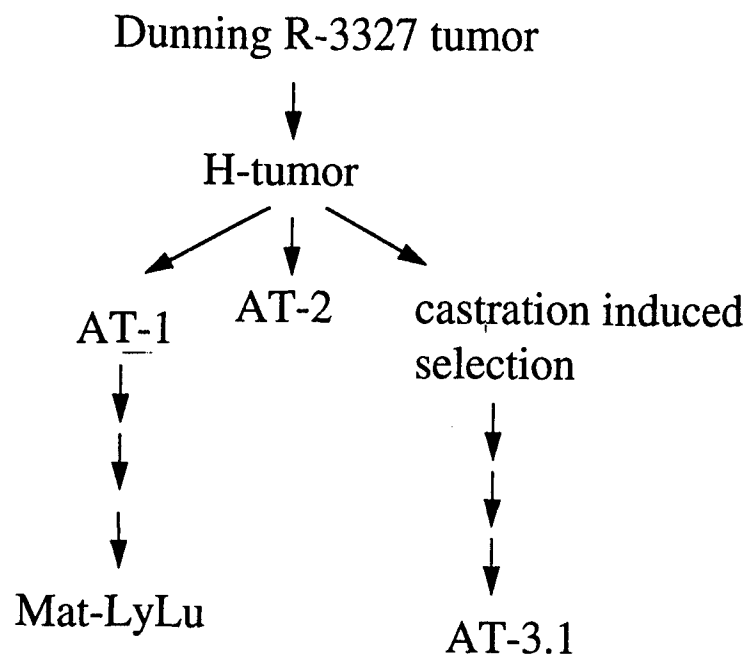 Dunning R-3327 tumor
H-tumor
AT-1
AT-2
castration induced
selection
Mat-LyLu
AT-3.1